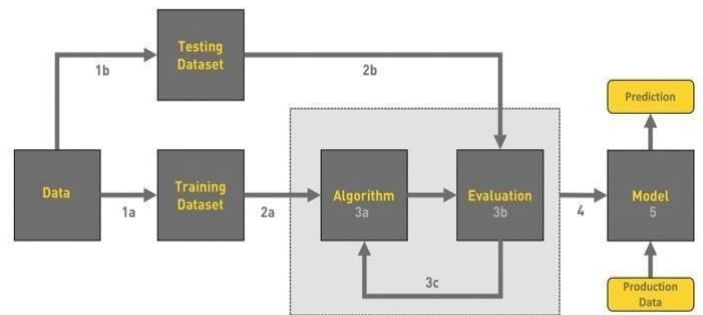 Testing
Dataset
1b
2b
Prediction
Data
Training
Dataset
Algorithm
3a
Evaluation
3b
Model
5
1a
2a
4
3c
Production
Data